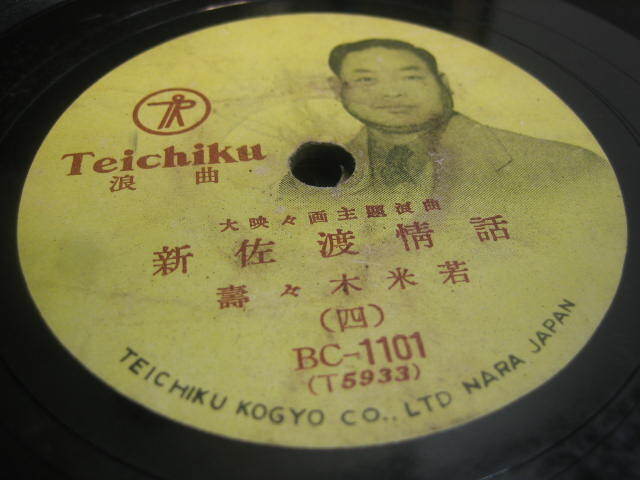 Teichiku
浪曲
大映々画主題浪曲
新佐渡情話
壽々木米若
(四)
BC-1101
(T5933)
TEICHIKU KOGYO CO., LTD NARA JAPAN